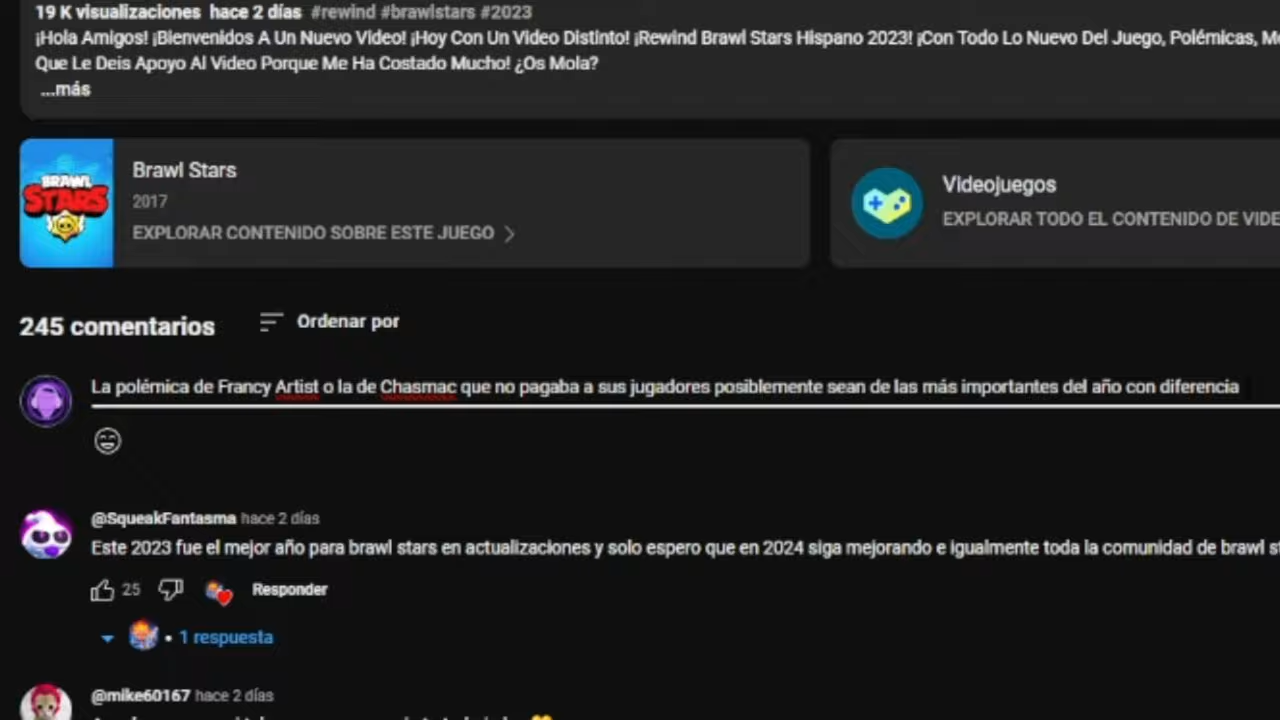 19 K visualizaciones hace 2 días #rewind #brawlstars #2023
¡Hola Amigos! ¡Bienvenidos A Un Nuevo Video! ¡Hoy Con Un Video Distinto! ¡Rewind Brawl Stars Hispano 2023! ¡Con Todo Lo Nuevo Del Juego, Polémicas,
Que Le Deis Apoyo Al Video Porque Me Ha Costado Mucho! ¿Os Mola?
...más
BRAWL
STARS
Brawl Stars
2017
EXPLORAR CONTENIDO SOBRE ESTE JUEGO
Videojuegos
EXPLORAR TODO EL CONTENIDO DE
245 comentarios
Ordenar por
La polémica de Francy Artist o la de Chasmac que no pagaba a sus jugadores posiblemente sean de las más importantes del año con diferencia
@SqueakFantasma hace 2 días
Este 2023 fue el mejor año para brawl stars en actualizaciones y solo espero que en 2024 siga mejorando e igualmente toda la comunidad de brawl
25
Responder
• 1 respuesta
@mike60167 hace 2 días